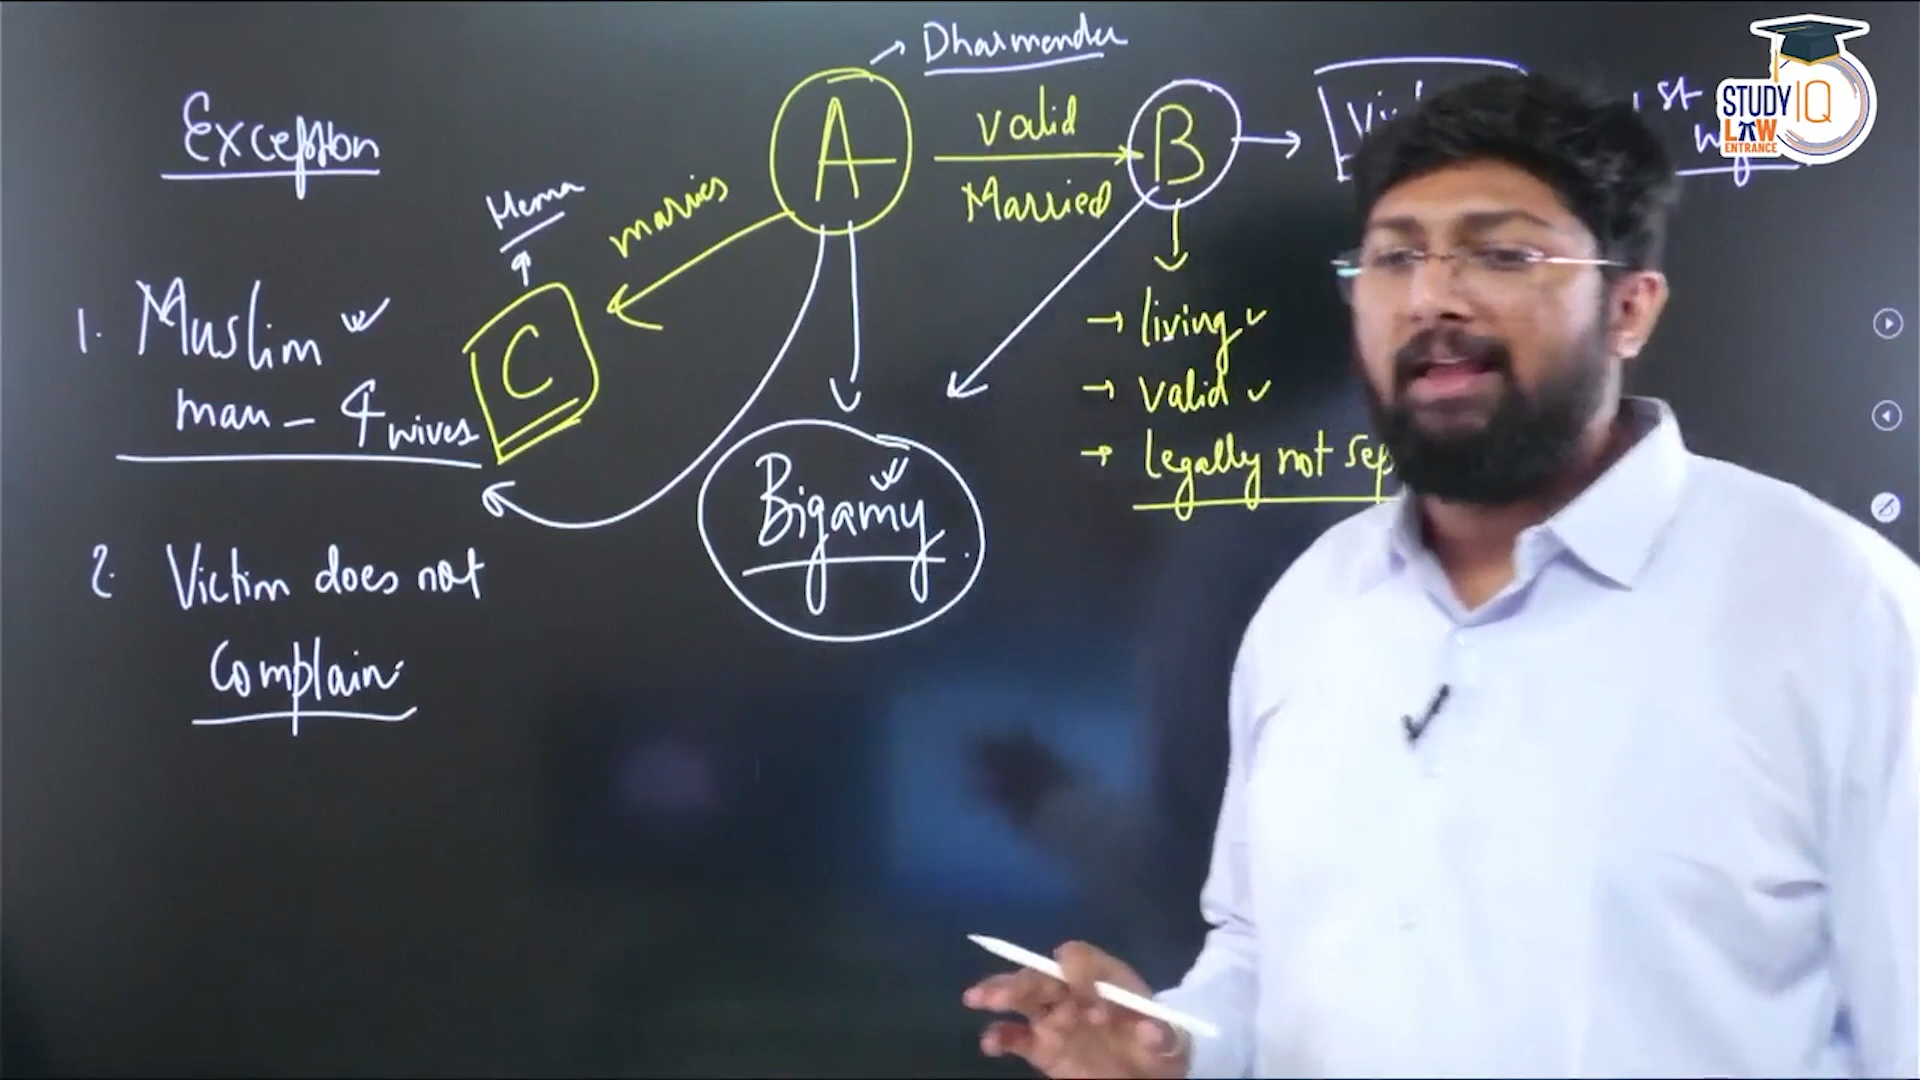 Dharmender
Exception
A
valid
Married
B
1st
STUDY IQ
LAW
ENTRANCE
Hema
marries
C
living
valid
legally not sep
1. Muslim
man - 4 wives
Bigamy
2. Victim does not
complain